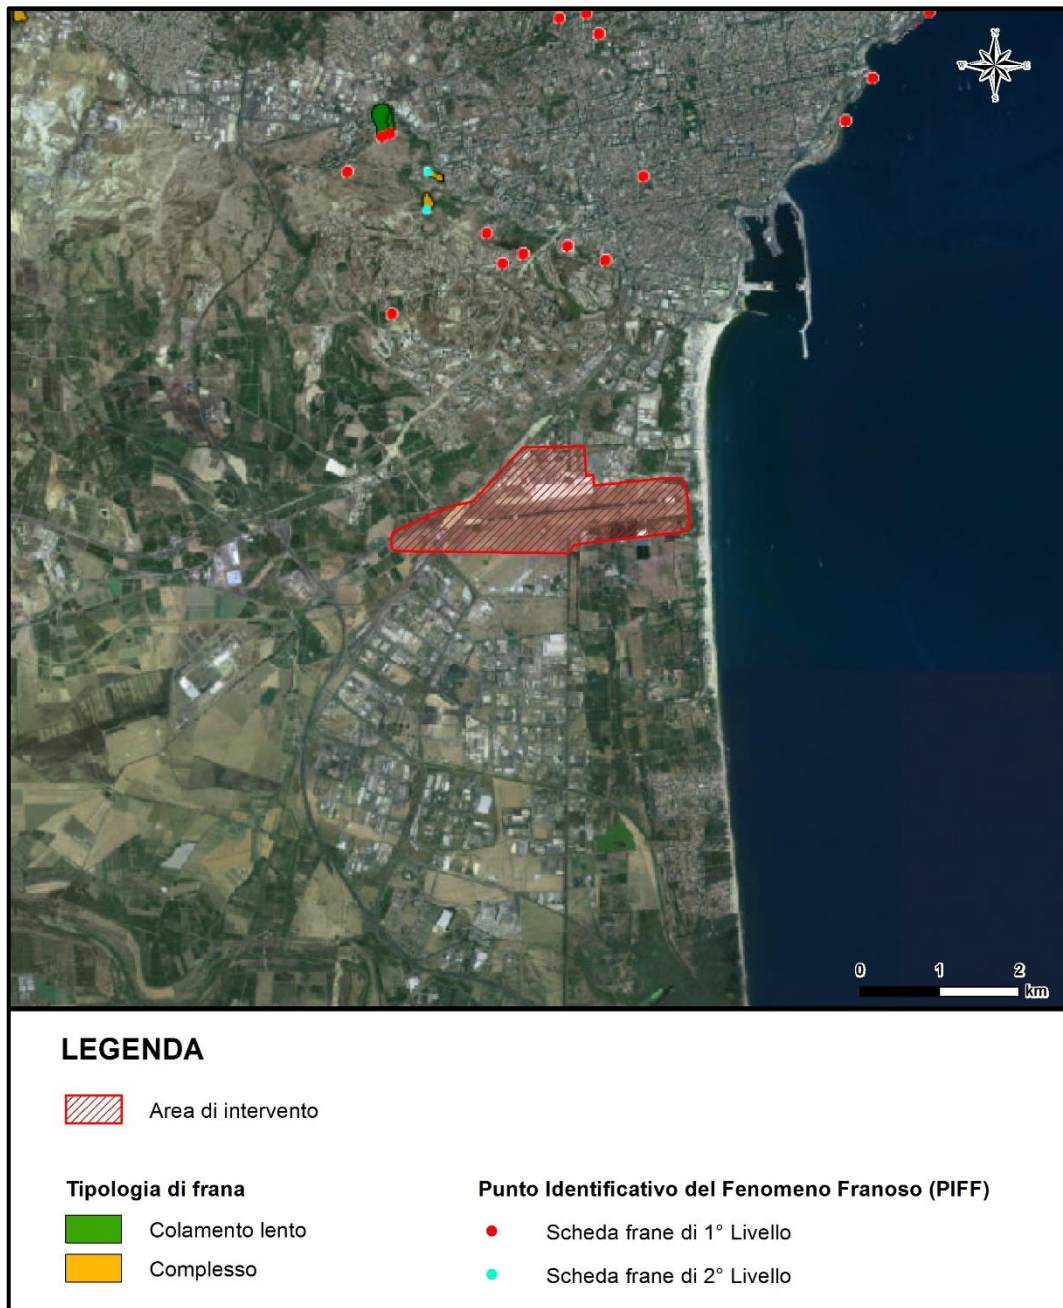 N
W E
S
0 1 2
km
LEGENDA
Area di intervento
Tipologia di frana
Colamento lento
Complesso
Punto Identificativo del Fenomeno Franoso (PIFF)
Scheda frane di 1° Livello
Scheda frane di 2° Livello